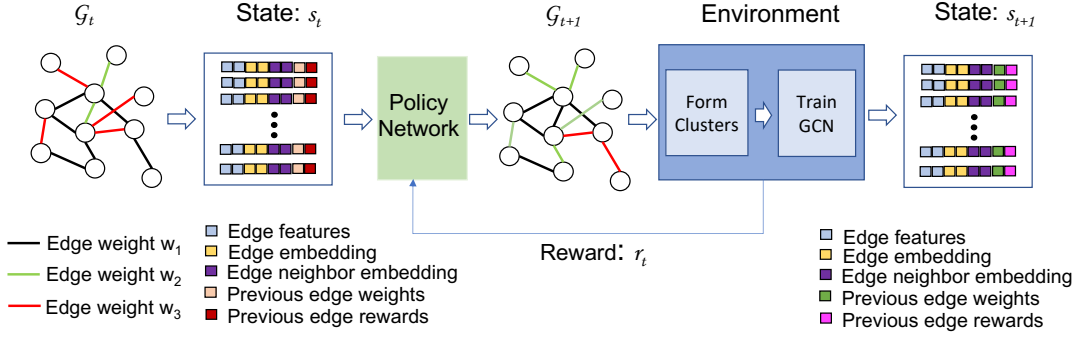 𝒢t
State: st
𝒢t+1
Environment
State: st+1
Policy
Network
Form
Clusters
Train
GCN
Reward: rt
Edge weight w1
Edge weight w2
Edge weight w3
Edge features
Edge embedding
Edge neighbor embedding
Previous edge weights
Previous edge rewards
Edge features
Edge embedding
Edge neighbor embedding
Previous edge weights
Previous edge rewards